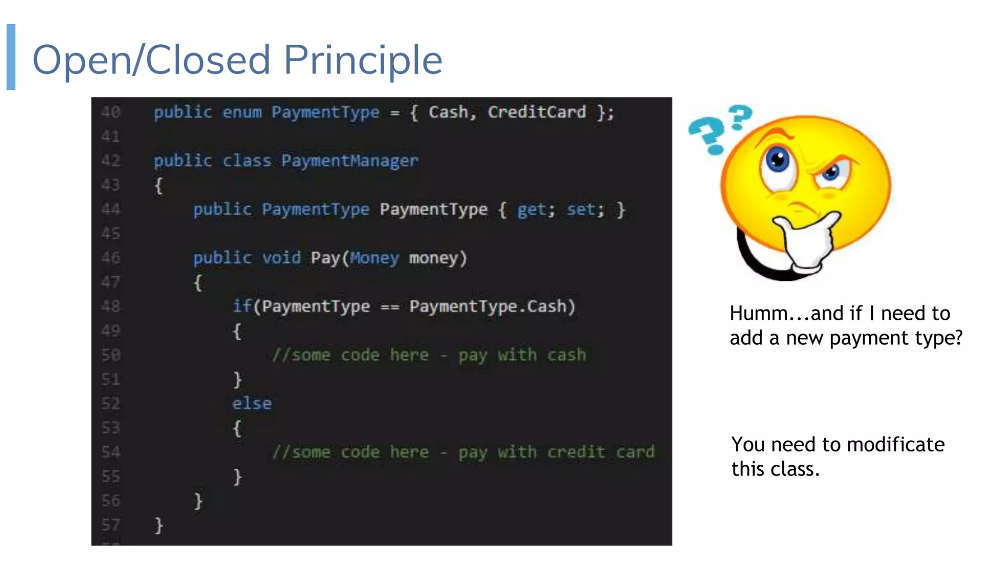 Open/Closed Principle
40 public enum PaymentType = { Cash, CreditCard };
41
42 public class PaymentManager
43 {
44 public PaymentType PaymentType { get; set; }
45
46 public void Pay(Money money)
47 {
48 if(PaymentType == PaymentType.Cash)
49 {
50 //some code here - pay with cash
51 }
52 else
53 {
54 //some code here - pay with credit card
55 }
56 }
57 }
??
Humm...and if I need to
add a new payment type?
You need to modificate
this class.